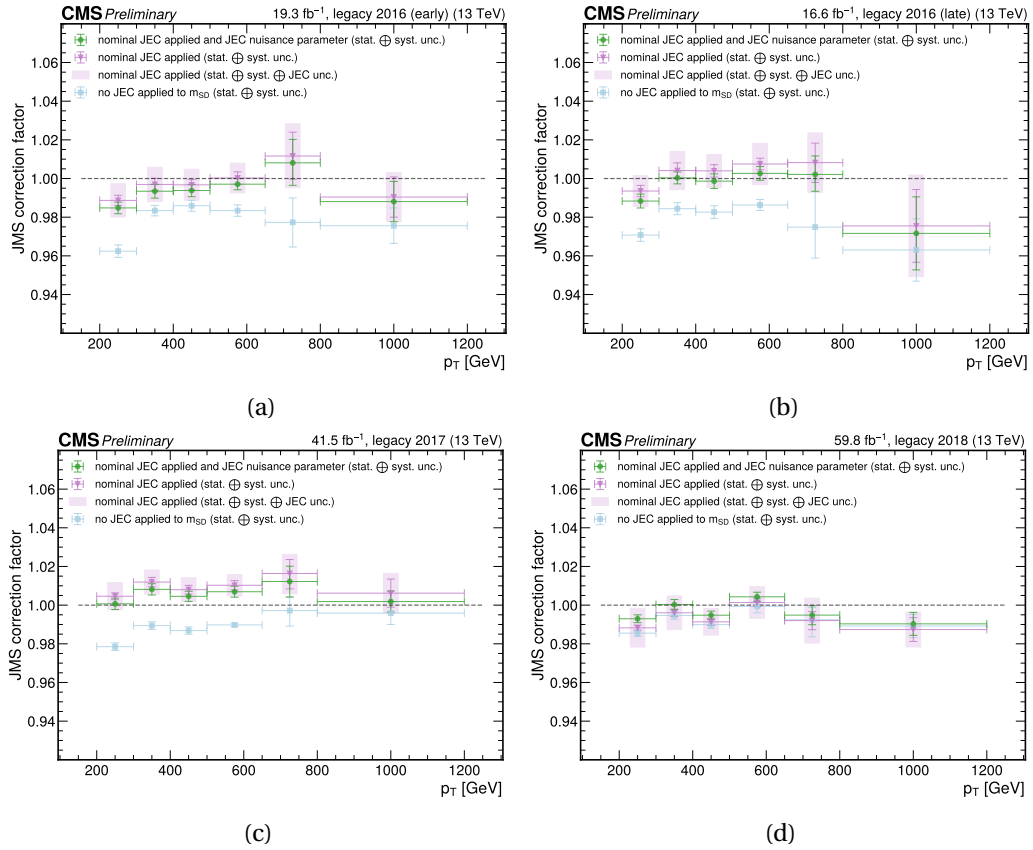 CMS Preliminary 19.3 fb⁻¹, legacy 2016 (early) (13 TeV)
nominal JEC applied and JEC nuisance parameter (stat. ⊕ syst. unc.)
nominal JEC applied (stat. ⊕ syst. unc.)
nominal JEC applied (stat. ⊕ syst. ⊕ JEC unc.)
no JEC applied to m_SD (stat. ⊕ syst. unc.)
JMS correction factor
1.06
1.04
1.02
1.00
0.98
0.96
0.94
200 400 600 800 1000 1200
p_T [GeV]
(a)
CMS Preliminary 16.6 fb⁻¹, legacy 2016 (late) (13 TeV)
nominal JEC applied and JEC nuisance parameter (stat. ⊕ syst. unc.)
nominal JEC applied (stat. ⊕ syst. unc.)
nominal JEC applied (stat. ⊕ syst. ⊕ JEC unc.)
no JEC applied to m_SD (stat. ⊕ syst. unc.)
JMS correction factor
1.06
1.04
1.02
1.00
0.98
0.96
0.94
200 400 600 800 1000 1200
p_T [GeV]
(b)
CMS Preliminary 41.5 fb⁻¹, legacy 2017 (13 TeV)
nominal JEC applied and JEC nuisance parameter (stat. ⊕ syst. unc.)
nominal JEC applied (stat. ⊕ syst. unc.)
nominal JEC applied (stat. ⊕ syst. ⊕ JEC unc.)
no JEC applied to m_SD (stat. ⊕ syst. unc.)
JMS correction factor
1.06
1.04
1.02
1.00
0.98
0.96
0.94
200 400 600 800 1000 1200
p_T [GeV]
(c)
CMS Preliminary 59.8 fb⁻¹, legacy 2018 (13 TeV)
nominal JEC applied and JEC nuisance parameter (stat. ⊕ syst. unc.)
nominal JEC applied (stat. ⊕ syst. unc.)
nominal JEC applied (stat. ⊕ syst. ⊕ JEC unc.)
no JEC applied to m_SD (stat. ⊕ syst. unc.)
JMS correction factor
1.06
1.04
1.02
1.00
0.98
0.96
0.94
200 400 600 800 1000 1200
p_T [GeV]
(d)